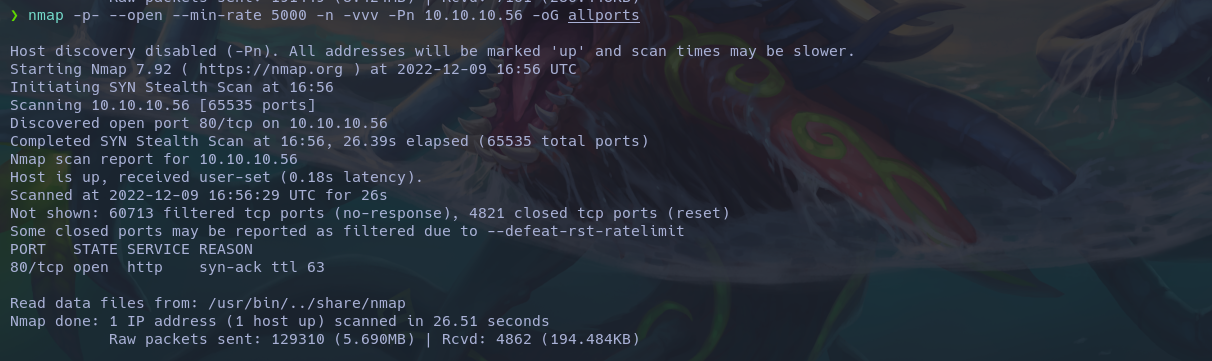 ❯ nmap -p- --open --min-rate 5000 -n -vvv -Pn 10.10.10.56 -oG allports
Host discovery disabled (-Pn). All addresses will be marked 'up' and scan times may be slower.
Starting Nmap 7.92 ( https://nmap.org ) at 2022-12-09 16:56 UTC
Initiating SYN Stealth Scan at 16:56
Scanning 10.10.10.56 [65535 ports]
Discovered open port 80/tcp on 10.10.10.56
Completed SYN Stealth Scan at 16:56, 26.39s elapsed (65535 total ports)
Nmap scan report for 10.10.10.56
Host is up, received user-set (0.18s latency).
Scanned at 2022-12-09 16:56:29 UTC for 26s
Not shown: 60713 filtered tcp ports (no-response), 4821 closed tcp ports (reset)
Some closed ports may be reported as filtered due to --defeat-rst-ratelimit
PORT   STATE SERVICE REASON
80/tcp open  http    syn-ack ttl 63
Read data files from: /usr/bin/../share/nmap
Nmap done: 1 IP address (1 host up) scanned in 26.51 seconds
Raw packets sent: 129310 (5.690MB) | Rcvd: 4862 (194.484KB)